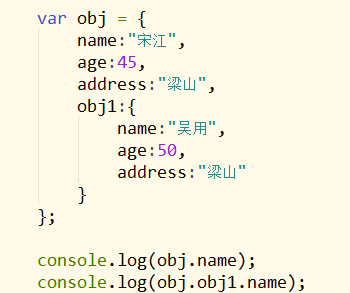 var obj = {
    name:"宋江",
    age:45,
    address:"梁山",
    obj1:{
        name:"吴用",
        age:50,
        address:"梁山"
    }
};
console.log(obj.name);
console.log(obj.obj1.name);